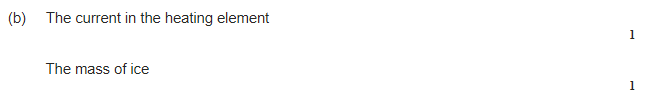 (b) The current in the heating element
1
The mass of ice
1